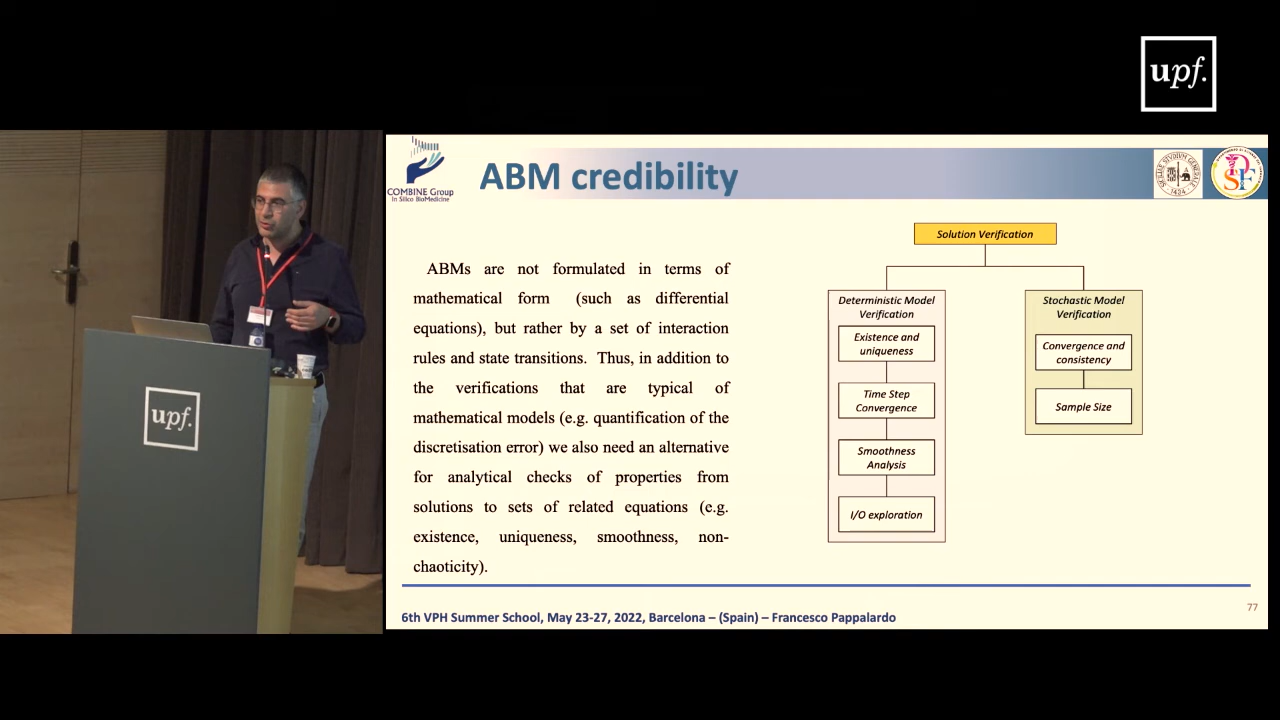 upf.
COMBINE Group
In Silico BioMedicine
ABM credibility
ABMs are not formulated in terms of
mathematical form (such as differential
equations), but rather by a set of interaction
rules and state transitions. Thus, in addition to
the verifications that are typical of
mathematical models (e.g. quantification of the
discretisation error) we also need an alternative
for analytical checks of properties from
solutions to sets of related equations (e.g.
existence, uniqueness, smoothness, non-
chaoticity).
Solution Verification
Deterministic Model
Verification
Existence and
uniqueness
Time Step
Convergence
Smoothness
Analysis
I/O exploration
Stochastic Model
Verification
Convergence and
consistency
Sample Size
upf.
77
6th VPH Summer School, May 23-27, 2022, Barcelona – (Spain) – Francesco Pappalardo